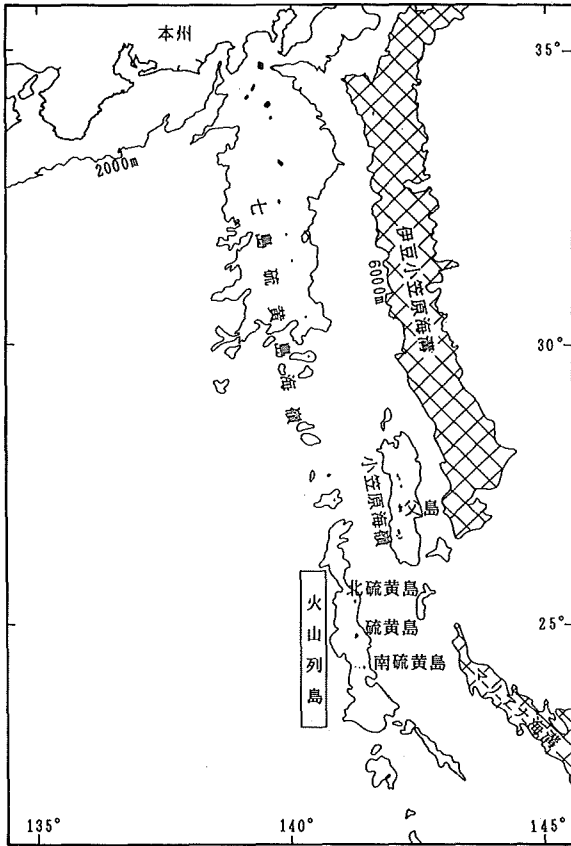 本州
35°
2000m
七島硫黄島海嶺
伊豆小笠原海溝
6000m
30°
小笠原海嶺
父島
北硫黄島
硫黄島
南硫黄島
火山列島
25°
マリアナ海溝
135°
140°
145°